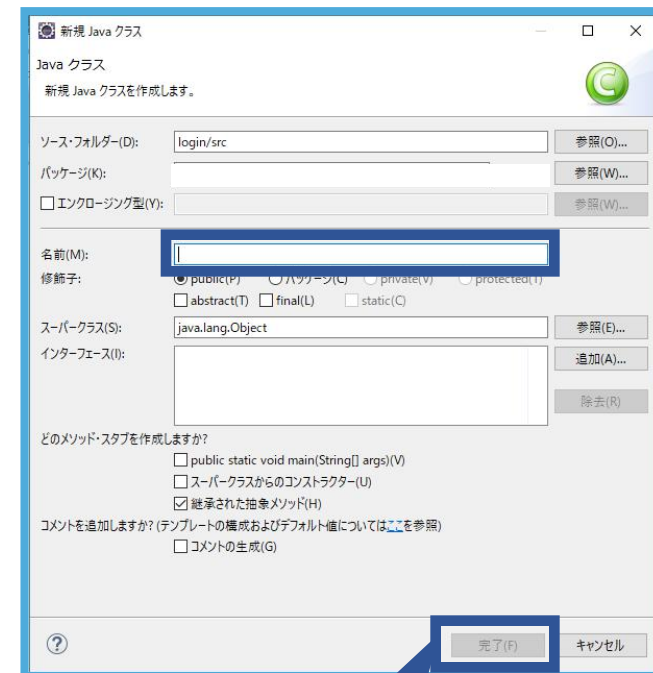 新規 Java クラス
Java クラス
新規 Java クラスを作成します。
ソース・フォルダー(D): login/src 参照(O)...
パッケージ(K): 参照(W)...
エンクロージング型(Y): 参照(W)...
名前(M):
修飾子: public(P) パッケージ(C) private(V) protected(T)
abstract(T) final(L) static(C)
スーパークラス(S): java.lang.Object 参照(E)...
インターフェース(I): 追加(A)...
除去(R)
どのメソッド・スタブを作成しますか?
public static void main(String[] args)(V)
スーパークラスからのコンストラクター(U)
継承された抽象メソッド(H)
コメントを追加しますか? (テンプレートの構成およびデフォルト値についてはここを参照)
コメントの生成(G)
? 完了(F) キャンセル